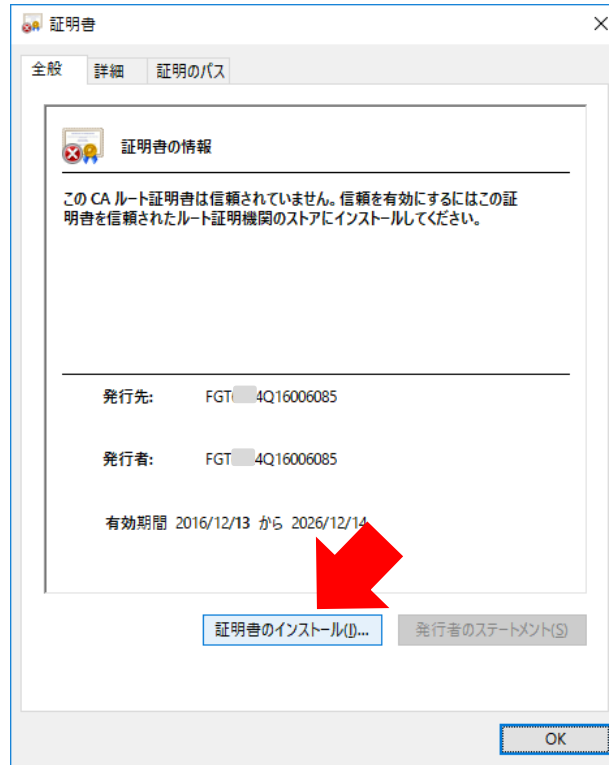 証明書
全般 詳細 証明のパス
証明書の情報
この CA ルート証明書は信頼されていません。信頼を有効にするにはこの証
明書を信頼されたルート証明機関のストアにインストールしてください。
発行先: FGT 4Q16006085
発行者: FGT 4Q16006085
有効期間 2016/12/13 から 2026/12/14
証明書のインストール(I)... 発行者のステートメント(S)
OK